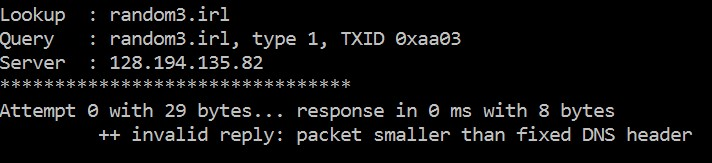 Lookup  : random3.irl
Query   : random3.irl, type 1, TXID 0xaa03
Server  : 128.194.135.82
********************************
Attempt 0 with 29 bytes... response in 0 ms with 8 bytes
        ++ invalid reply: packet smaller than fixed DNS header